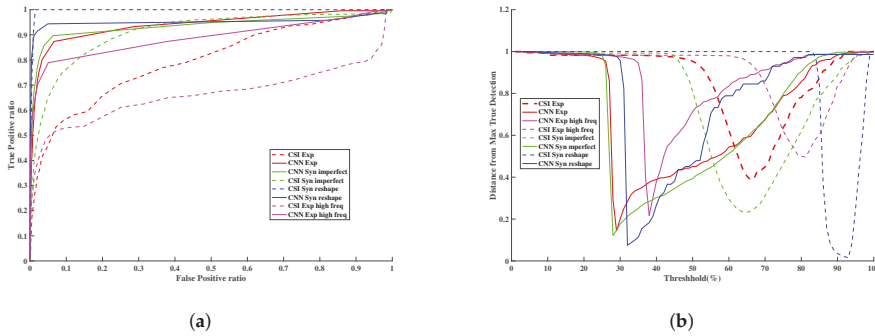 True Positive ratio
1
0.9
0.8
0.7
0.6
0.5
0.4
0.3
0.2
0.1
0
0 0.1 0.2 0.3 0.4 0.5 0.6 0.7 0.8 0.9 1
False Positive ratio
CSI Exp
CNN Exp
CNN Syn imperfect
CSI Syn imperfect
CSI Syn reshape
CNN Syn reshape
CSI Exp high freq
CNN Exp high freq
(a)
Distance from Max True Detection
1.2
1
0.8
0.6
0.4
0.2
0
0 10 20 30 40 50 60 70 80 90 100
Threshhold(%)
CSI Exp
CNN Exp
CNN Exp high freq
CSI Exp high freq
CSI Syn imperfect
CNN Syn mperfect
CSI Syn reshape
CNN Syn reshape
(b)